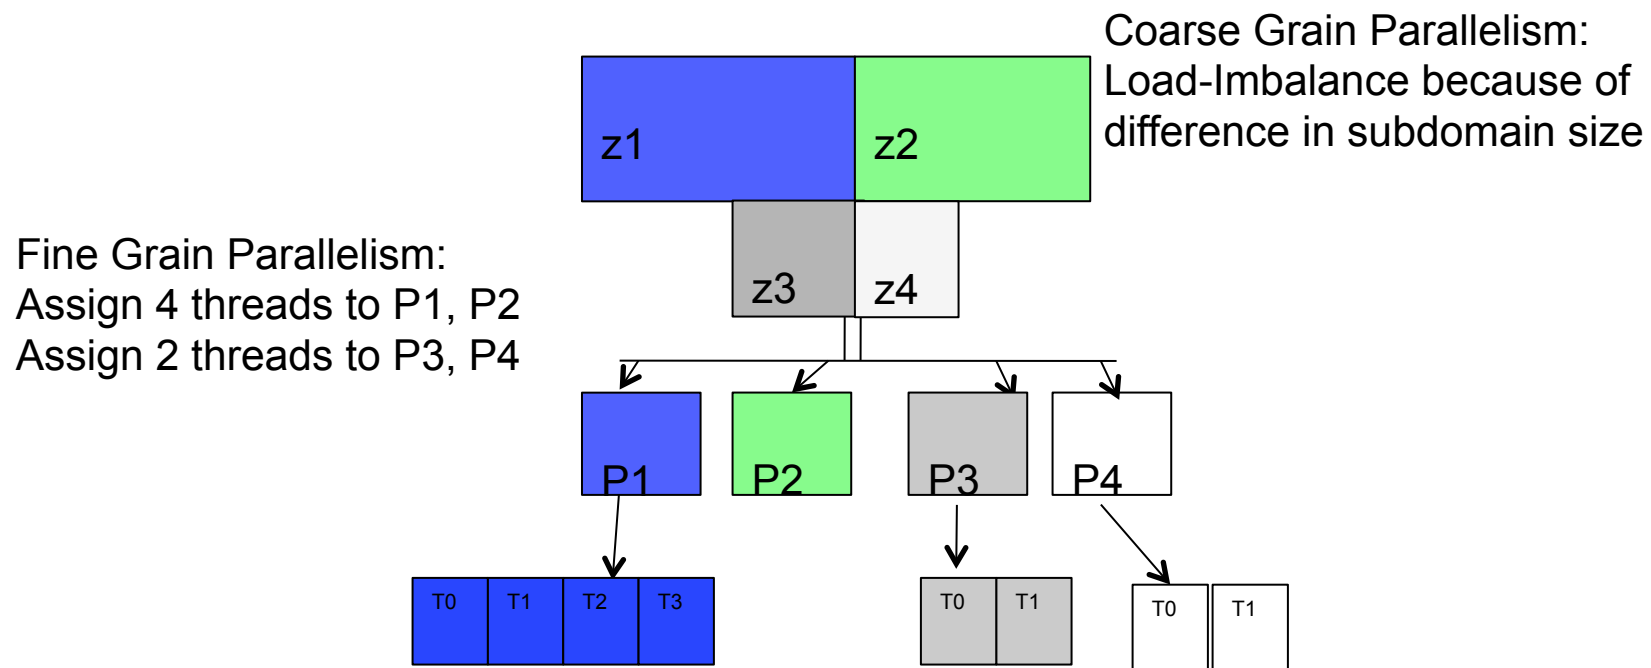 Coarse Grain Parallelism:
Load-Imbalance because of
difference in subdomain size
z1
z2
z3
z4
Fine Grain Parallelism:
Assign 4 threads to P1, P2
Assign 2 threads to P3, P4
P1
P2
P3
P4
T0
T1
T2
T3
T0
T1
T0
T1